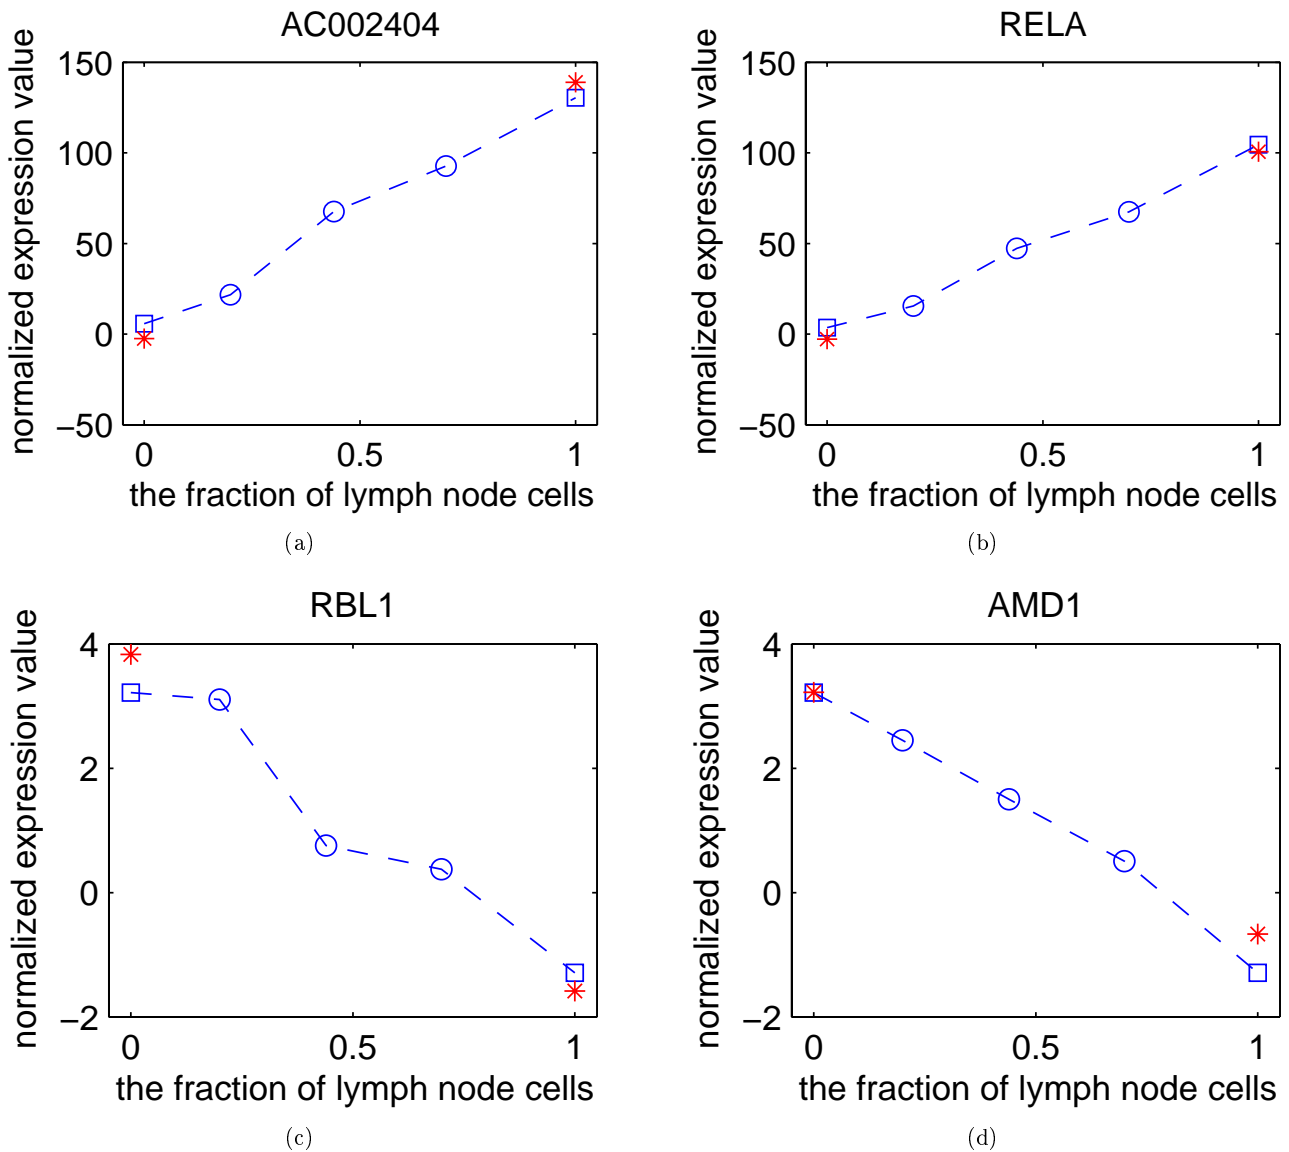 AC002404
normalized expression value
150
100
50
0
–50
0 0.5 1
the fraction of lymph node cells
(a)
RELA
normalized expression value
150
100
50
0
–50
0 0.5 1
the fraction of lymph node cells
(b)
RBL1
normalized expression value
4
2
0
–2
0 0.5 1
the fraction of lymph node cells
(c)
AMD1
normalized expression value
4
2
0
–2
0 0.5 1
the fraction of lymph node cells
(d)